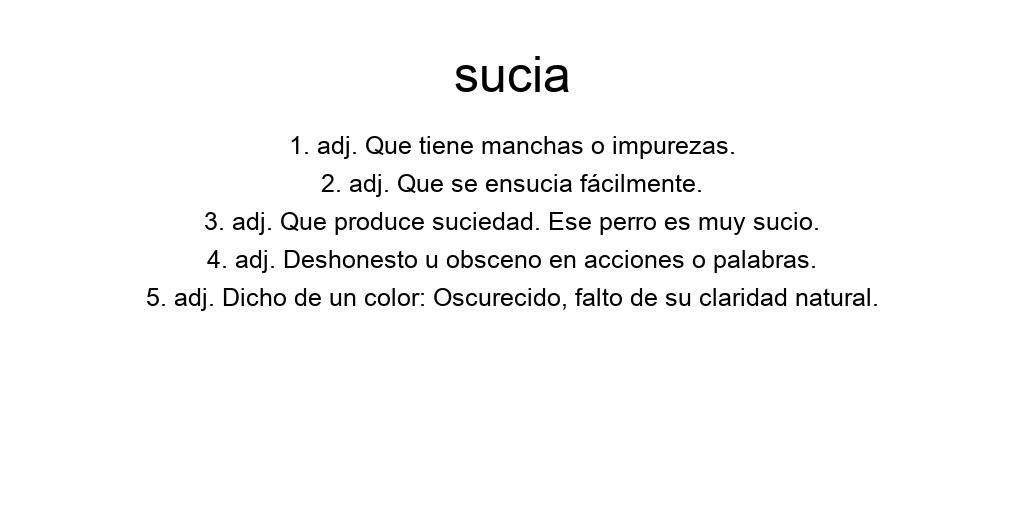 sucia
1. adj. Que tiene manchas o impurezas.
2. adj. Que se ensucia fácilmente.
3. adj. Que produce suciedad. Ese perro es muy sucio.
4. adj. Deshonesto u obsceno en acciones o palabras.
5. adj. Dicho de un color: Oscurecido, falto de su claridad natural.